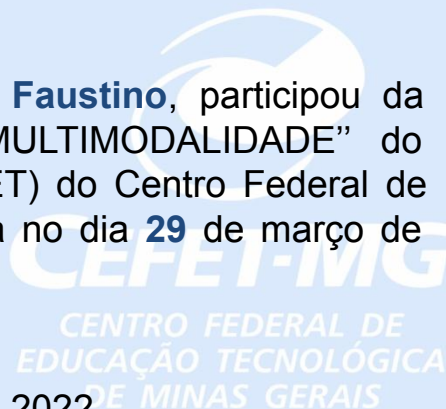 Faustino, participou da
MULTIMODALIDADE” do
ET) do Centro Federal de
a no dia 29 de março de
CEFET-MG
CENTRO FEDERAL DE
EDUCAÇÃO TECNOLÓGICA
DE MINAS GERAIS
2022